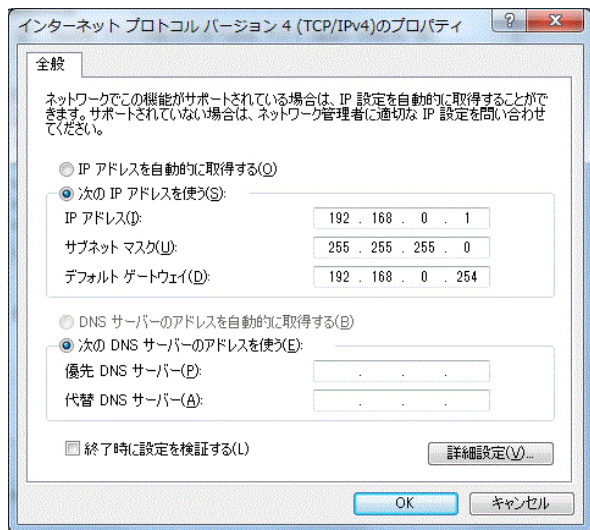 インターネット プロトコル バージョン 4 (TCP/IPv4)のプロパティ
全般
ネットワークでこの機能がサポートされている場合は、IP 設定を自動的に取得することがで
きます。サポートされていない場合は、ネットワーク管理者に適切な IP 設定を問い合わせ
てください。
IP アドレスを自動的に取得する(O)
次の IP アドレスを使う(S):
IP アドレス(I): 192 . 168 . 0 . 1
サブネット マスク(U): 255 . 255 . 255 . 0
デフォルト ゲートウェイ(D): 192 . 168 . 0 . 254
DNS サーバーのアドレスを自動的に取得する(B)
次の DNS サーバーのアドレスを使う(E):
優先 DNS サーバー(P): . . .
代替 DNS サーバー(A): . . .
終了時に設定を検証する(L)
詳細設定(V)...
OK キャンセル